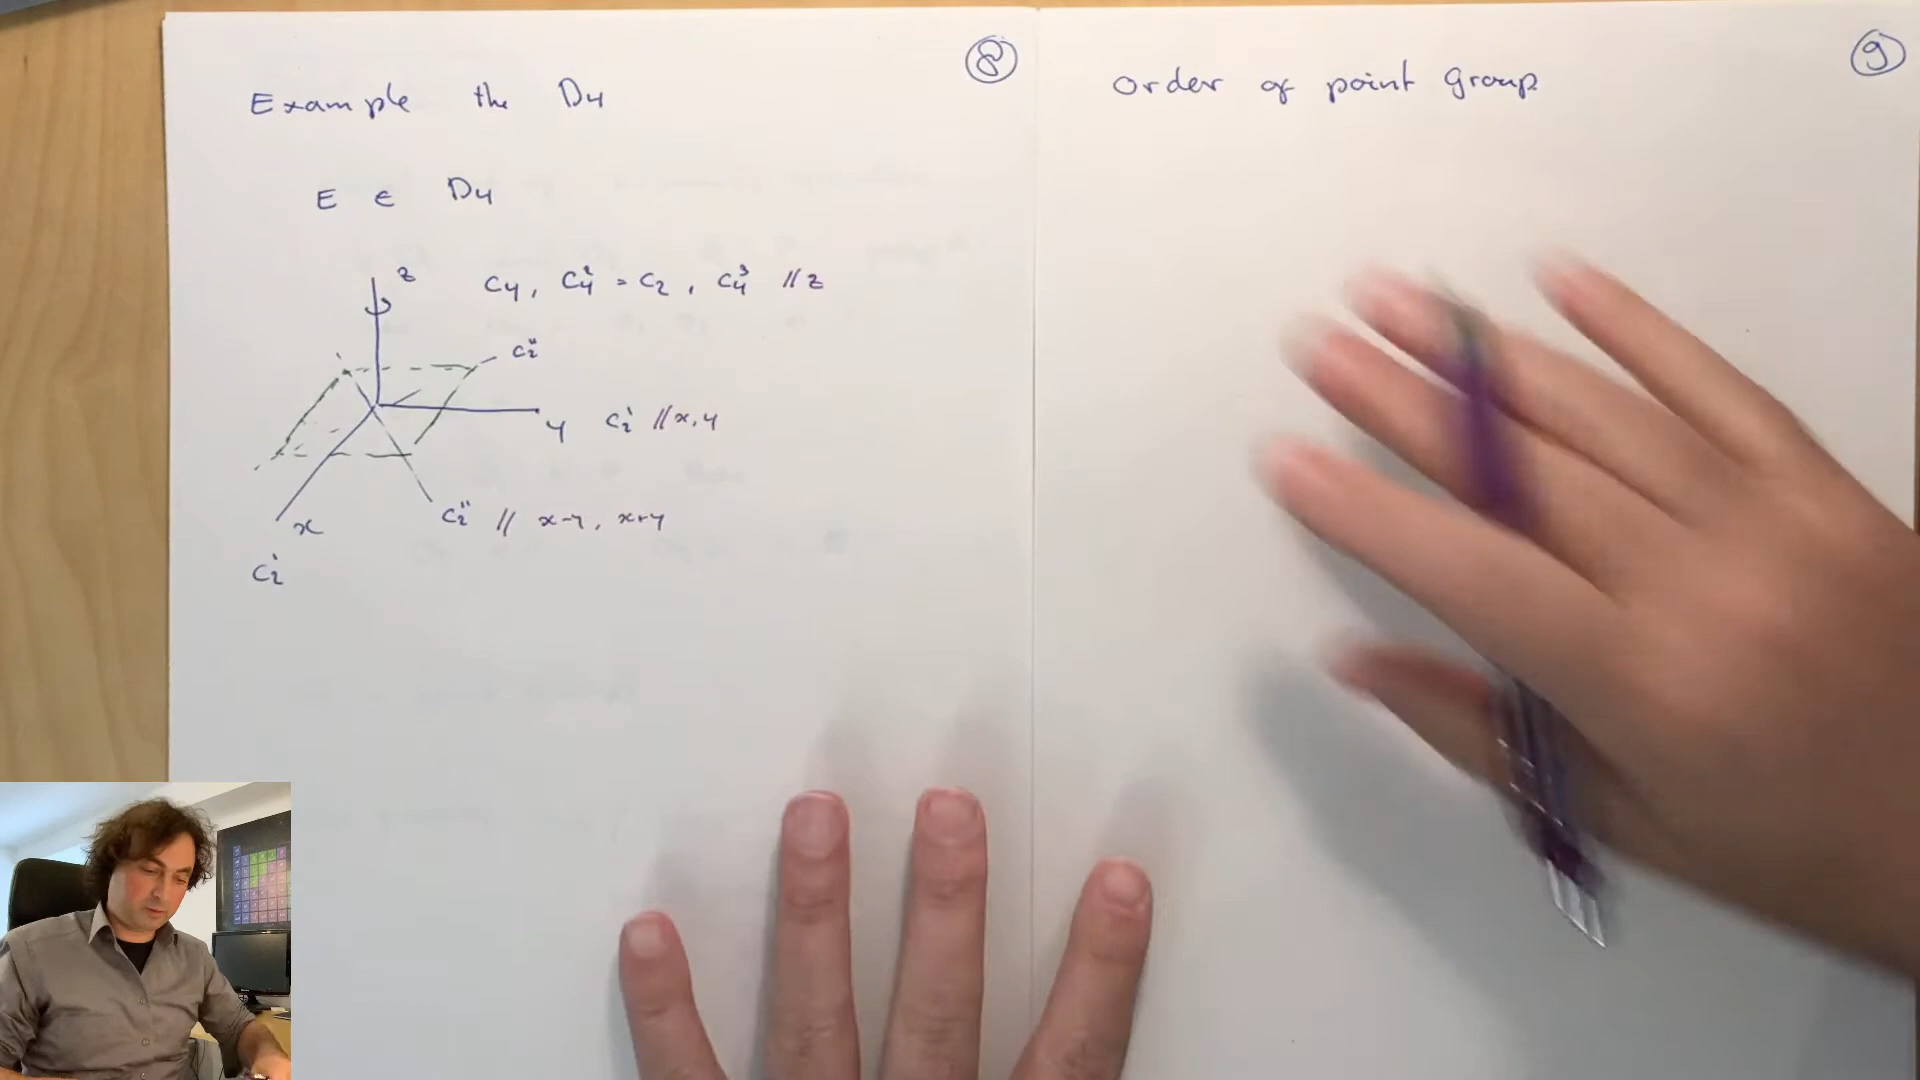 8
Example the D4
E ∈ D4
z
C4, C4² = C2, C4³ // z
C2''
y C2' // x, y
C2'' // x-y, x+y
x
C2'
9
Order of point group